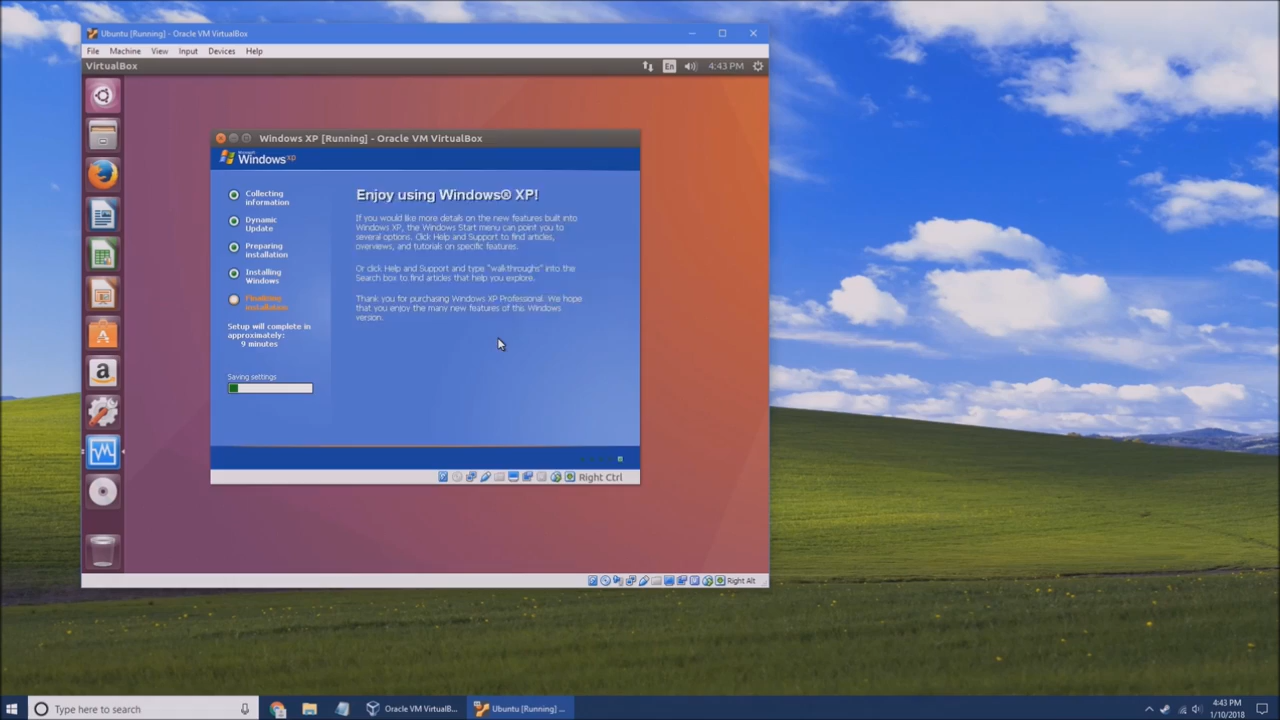 Ubuntu [Running] - Oracle VM VirtualBox
File Machine View Input Devices Help
VirtualBox
En
4:43 PM
Windows XP [Running] - Oracle VM VirtualBox
Microsoft
Windows xp
Collecting
information
Dynamic
Update
Preparing
installation
Installing
Windows
Finalizing
installation
Setup will complete in
approximately:
9 minutes
Saving settings
Enjoy using Windows® XP!
If you would like more details on the new features built into
Windows XP, the Windows Start menu can point you to
several options. Click Help and Support to find articles,
overviews, and tutorials on specific features.
Or click Help and Support and type "walkthroughs" into the
Search box to find articles that help you explore.
Thank you for purchasing Windows XP Professional. We hope
that you enjoy the many new features of this Windows
version.
Right Ctrl
a
Right Alt
Type here to search
Oracle VM VirtualB...
Ubuntu [Running] ...
4:43 PM
1/10/2018